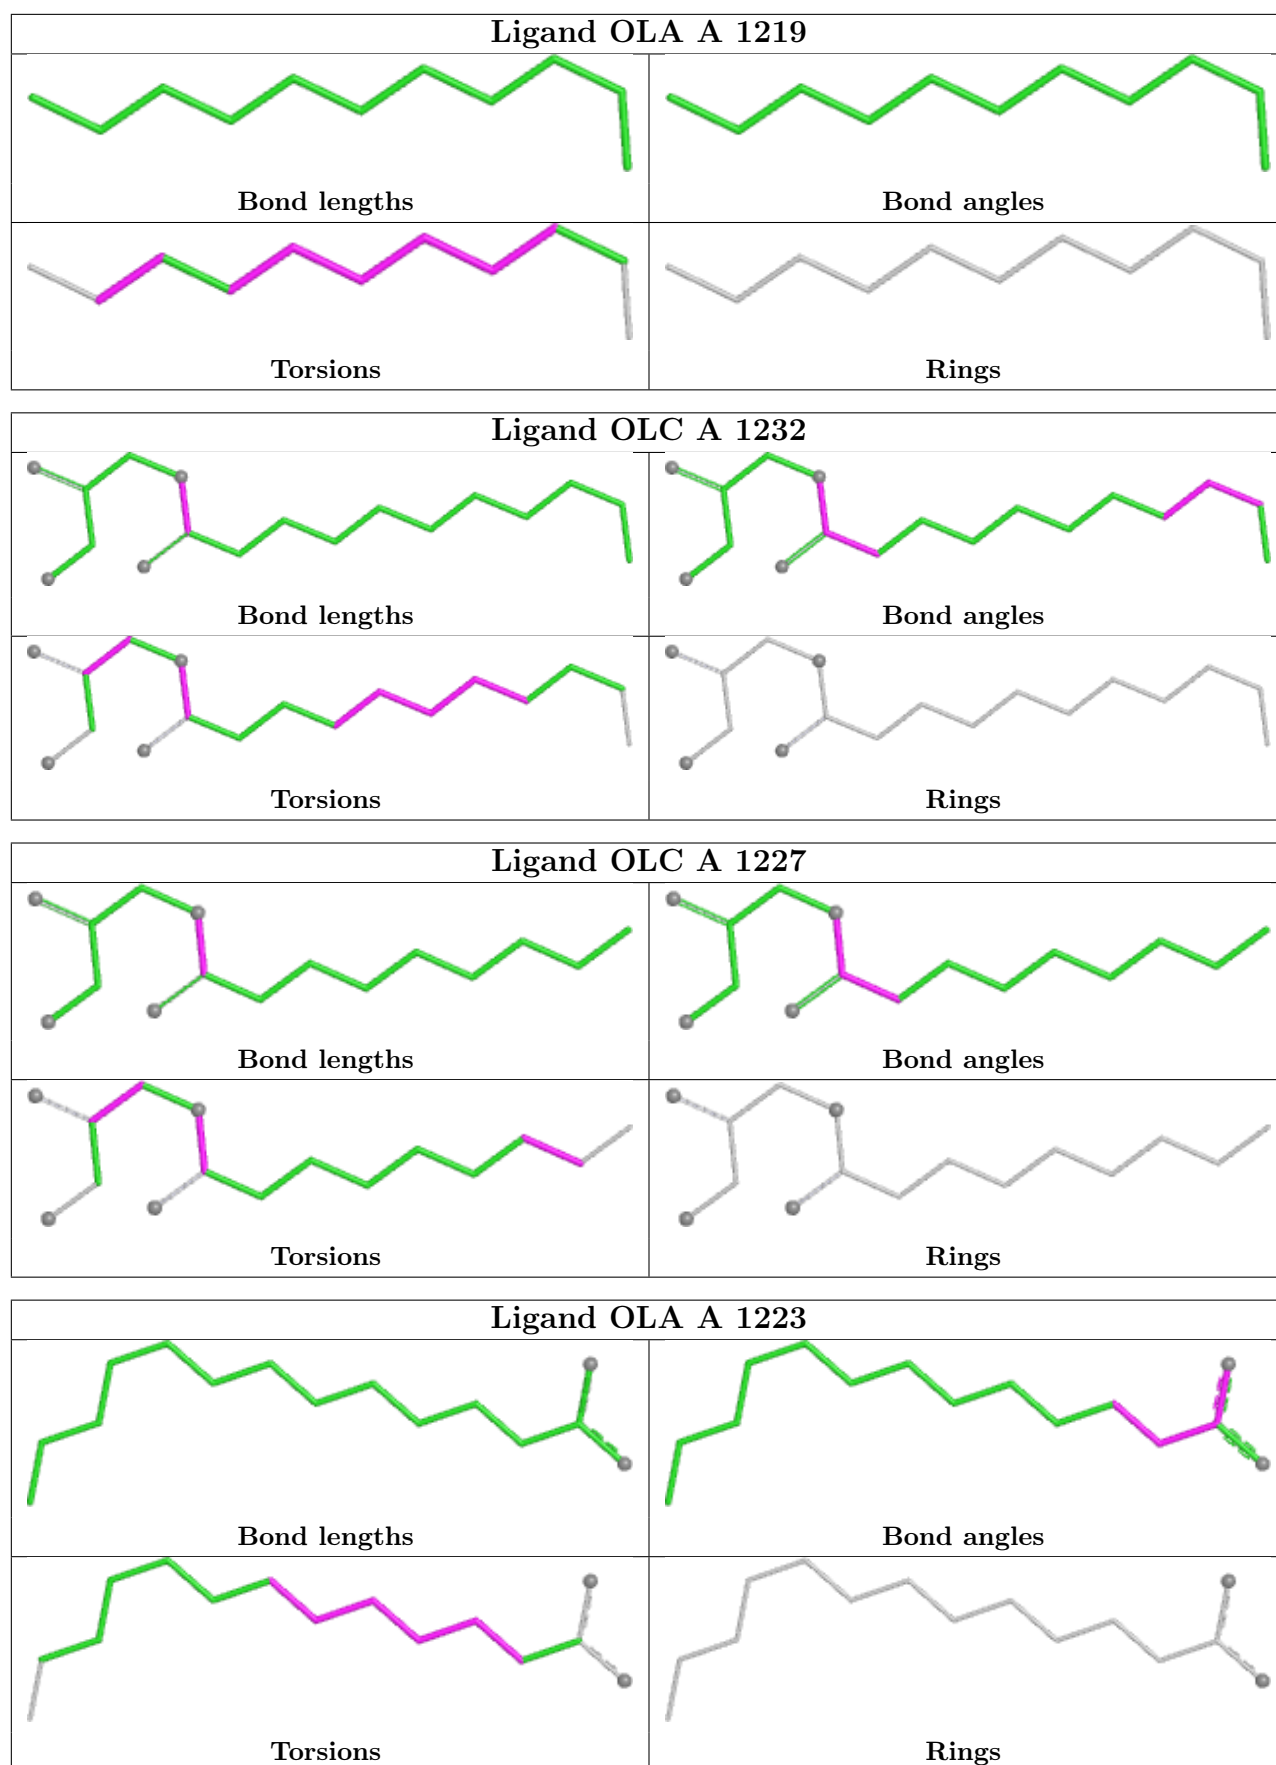 Ligand OLA A 1219
Bond lengths
Bond angles
Torsions
Rings
Ligand OLC A 1232
Bond lengths
Bond angles
Torsions
Rings
Ligand OLC A 1227
Bond lengths
Bond angles
Torsions
Rings
Ligand OLA A 1223
Bond lengths
Bond angles
Torsions
Rings